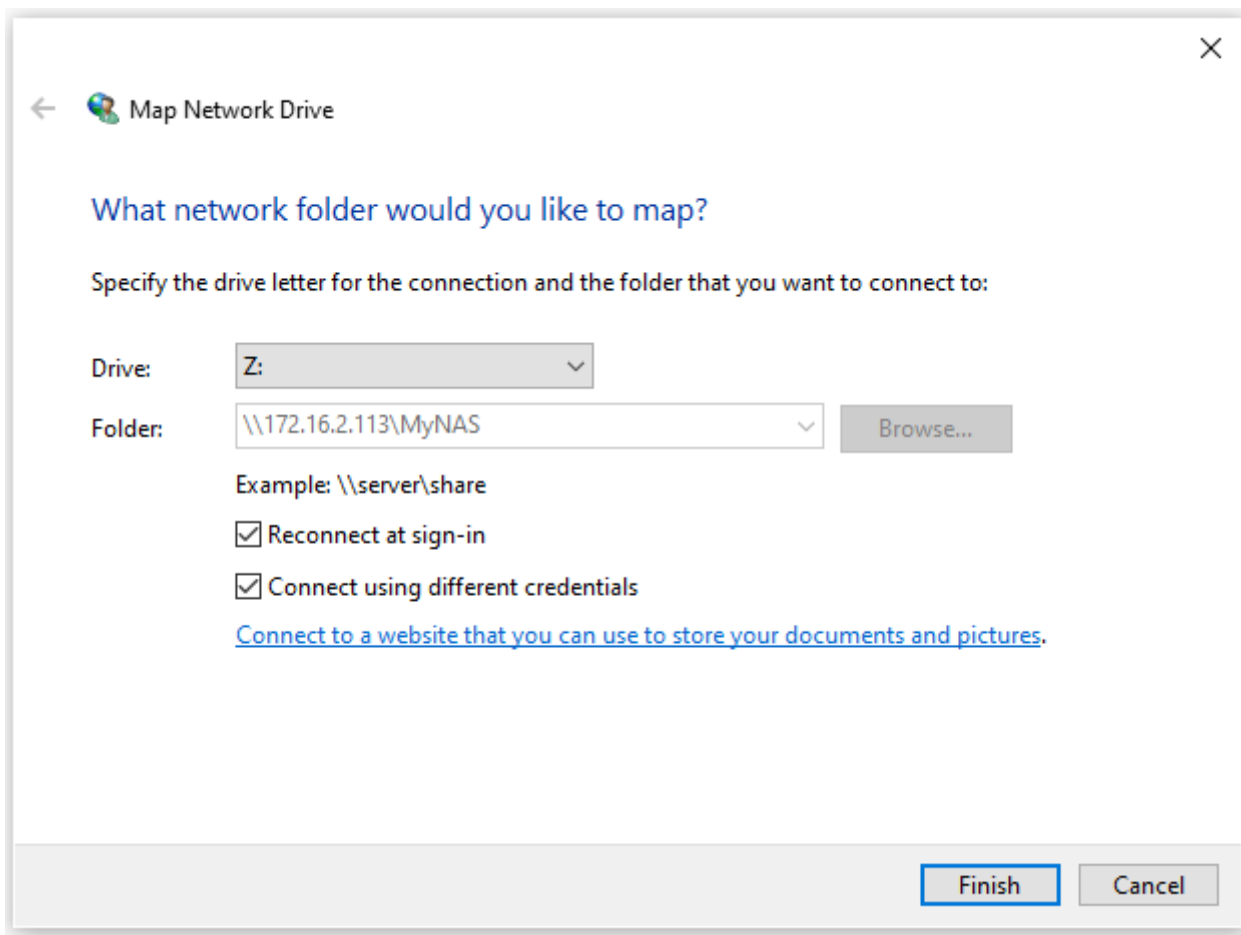 Map Network Drive
What network folder would you like to map?
Specify the drive letter for the connection and the folder that you want to connect to:
Drive: Z:
Folder: \\172.16.2.113\MyNAS Browse...
Example: \\server\share
Reconnect at sign-in
Connect using different credentials
Connect to a website that you can use to store your documents and pictures.
Finish Cancel